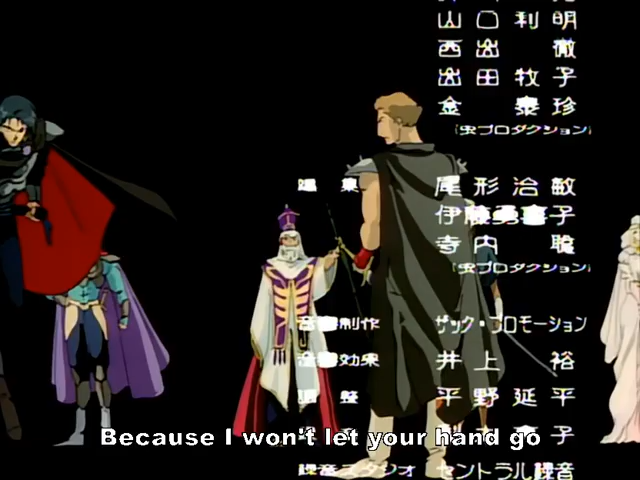 山口利明
西出 徹
出田牧子
金 泰珍
(虫プロダクション)
編集 尾形治敏
伊藤勇喜子
寺内 聡
(虫プロダクション)
音響制作 ザック・プロモーション
音響効果 井上 裕
調整 平野延平
子
Because I won't let your hand go
録音スタジオ セントラル録音